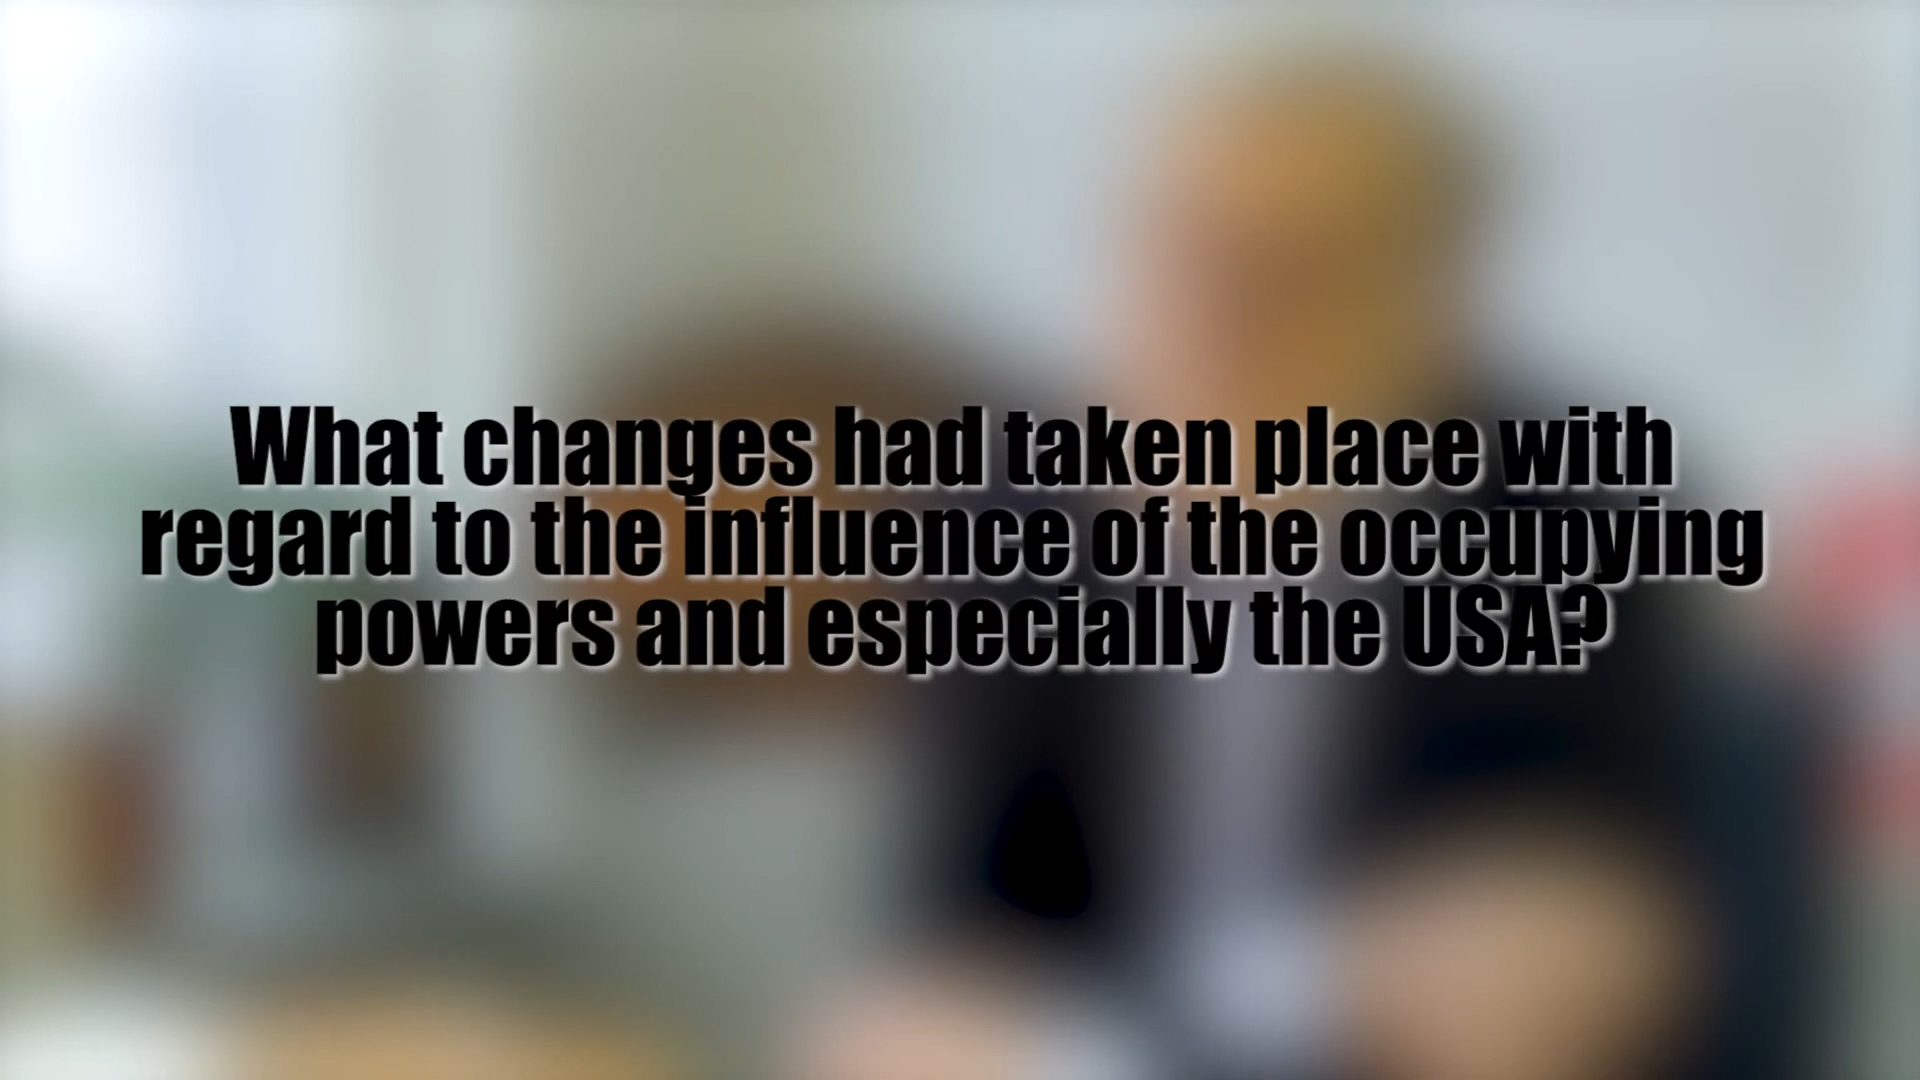 What changes had taken place with
regard to the influence of the occupying
powers and especially the USA?